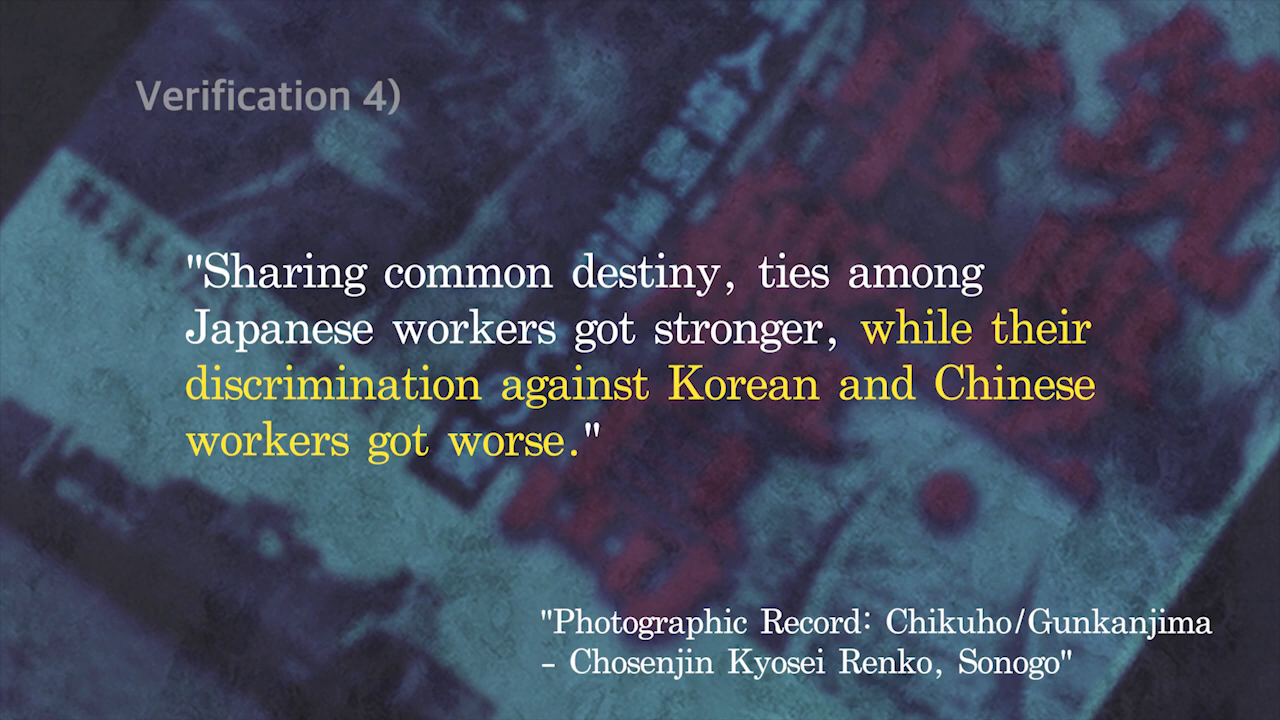 Verification 4)
"Sharing common destiny, ties among
Japanese workers got stronger, while their
discrimination against Korean and Chinese
workers got worse."
"Photographic Record: Chikuho/Gunkanjima
- Chosenjin Kyosei Renko, Sonogo"